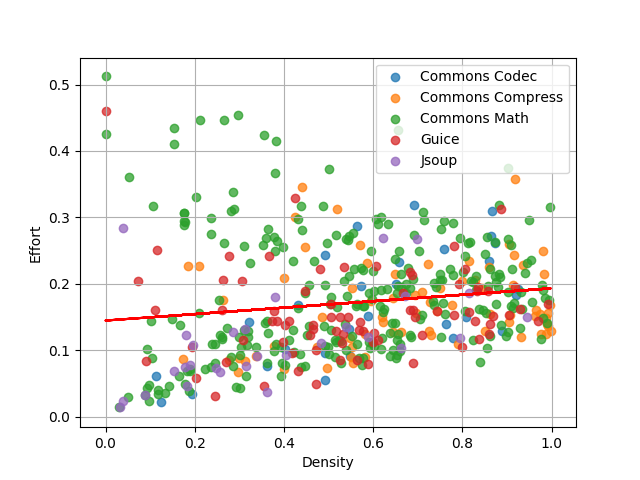 Commons Codec
Commons Compress
Commons Math
Guice
Jsoup
0.5
0.4
0.3
0.2
0.1
0.0
Effort
0.0 0.2 0.4 0.6 0.8 1.0
Density